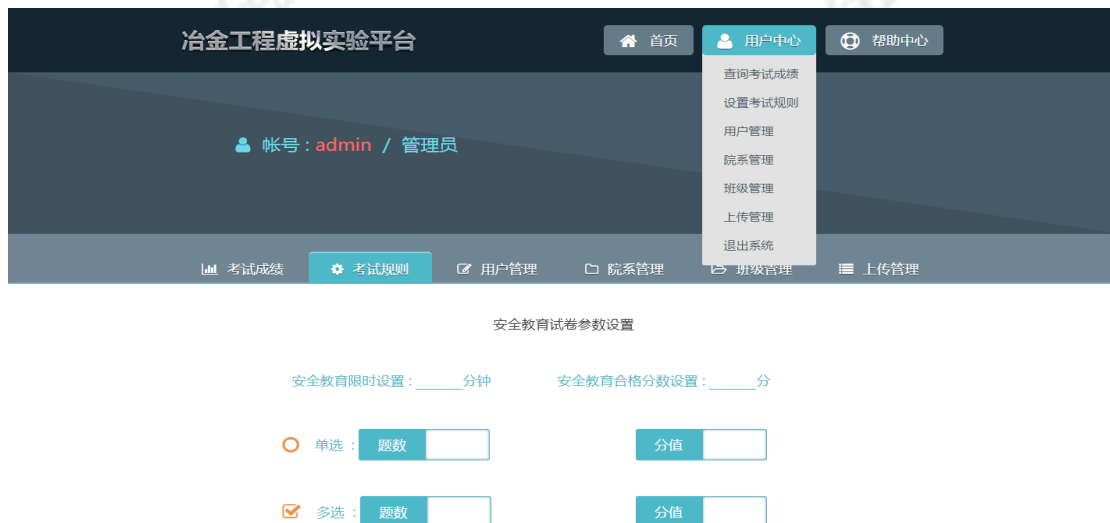 冶金工程虚拟实验平台 首页 用户中心 帮助中心
查询考试成绩
设置考试规则
用户管理
帐号 : admin / 管理员
院系管理
班级管理
上传管理
退出系统
考试成绩 考试规则 用户管理 院系管理 班级管理 上传管理
安全教育试卷参数设置
安全教育限时设置 : ______分钟 安全教育合格分数设置 : ______分
单选 : 题数 分值
多选 : 题数 分值